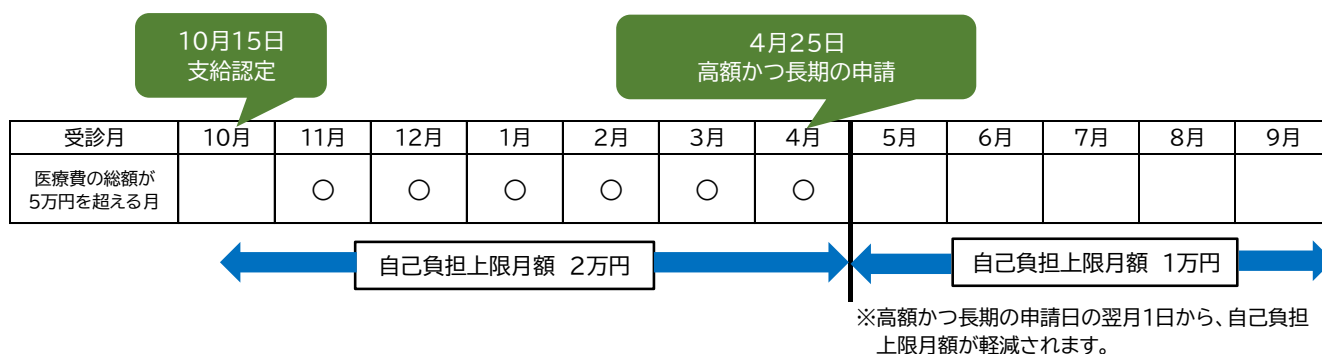 10月15日
支給認定
4月25日
高額かつ長期の申請
受診月 10月 11月 12月 1月 2月 3月 4月 5月 6月 7月 8月 9月
医療費の総額が
5万円を超える月 ○ ○ ○ ○ ○ ○
自己負担上限月額 2万円 自己負担上限月額 1万円
※高額かつ長期の申請日の翌月1日から、自己負担
上限月額が軽減されます。